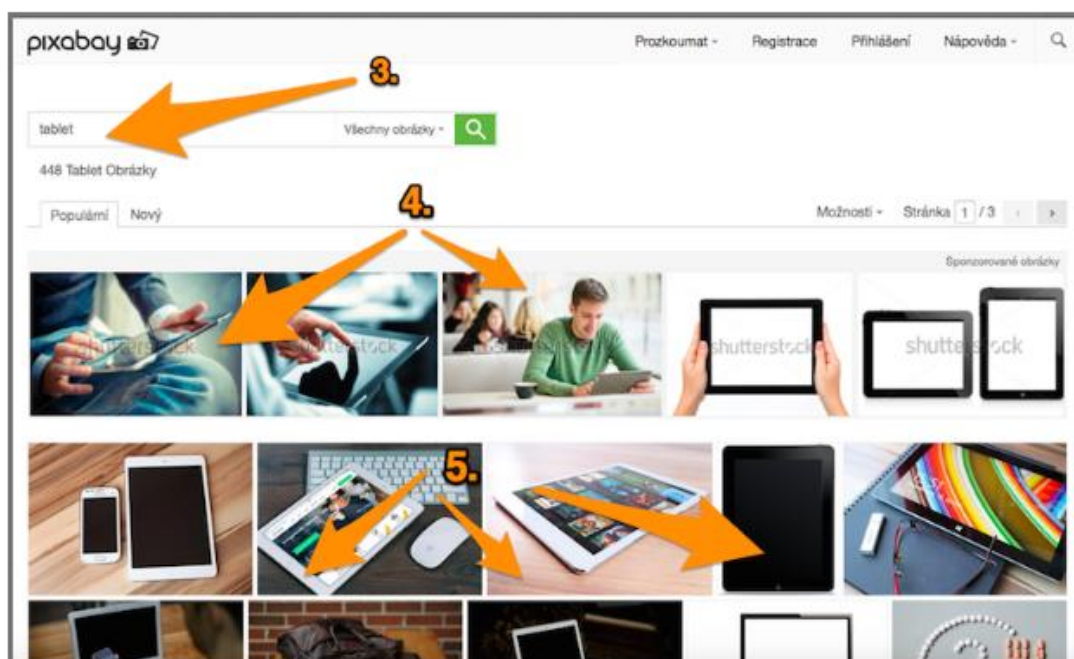 pixabay
Prozkoumat
Registrace
Přihlášení
Nápověda
3.
tablet
Všechny obrázky
448 Tablet Obrázky
4.
Populární
Nový
Možnosti
Stránka 1 / 3
Sponzorované obrázky
shutterstock
shutterstock
shutterstock
shutterstock
5.